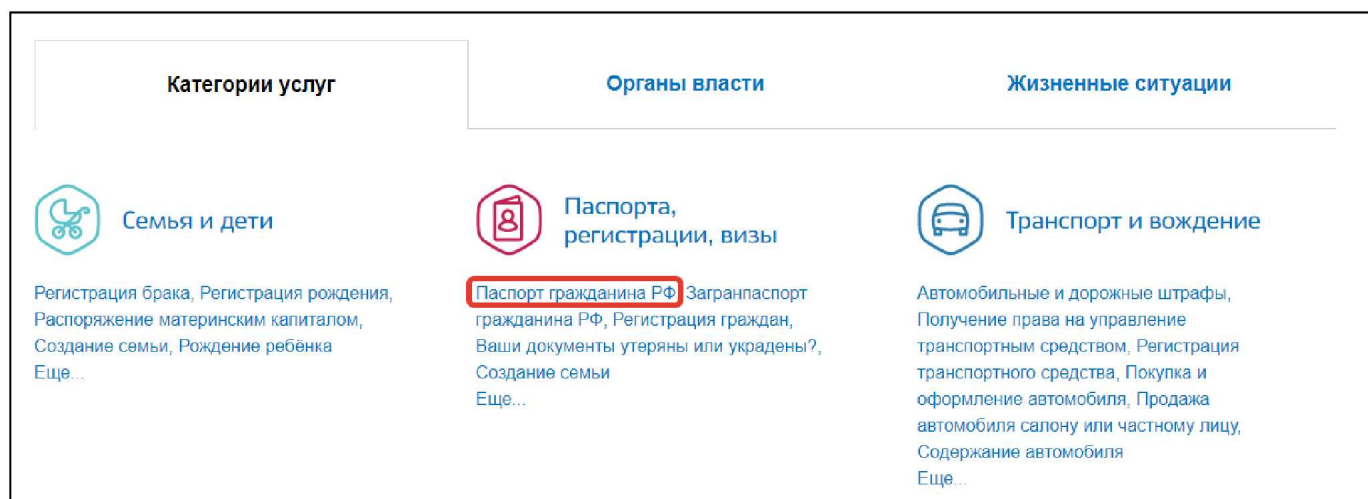 Категории услуг
Органы власти
Жизненные ситуации
Семья и дети
Регистрация брака, Регистрация рождения,
Распоряжение материнским капиталом,
Создание семьи, Рождение ребёнка
Еще...
Паспорта,
регистрации, визы
Паспорт гражданина РФ, Загранпаспорт
гражданина РФ, Регистрация граждан,
Ваши документы утеряны или украдены?,
Создание семьи
Еще...
Транспорт и вождение
Автомобильные и дорожные штрафы,
Получение права на управление
транспортным средством, Регистрация
транспортного средства, Покупка и
оформление автомобиля, Продажа
автомобиля салону или частному лицу,
Содержание автомобиля
Еще...